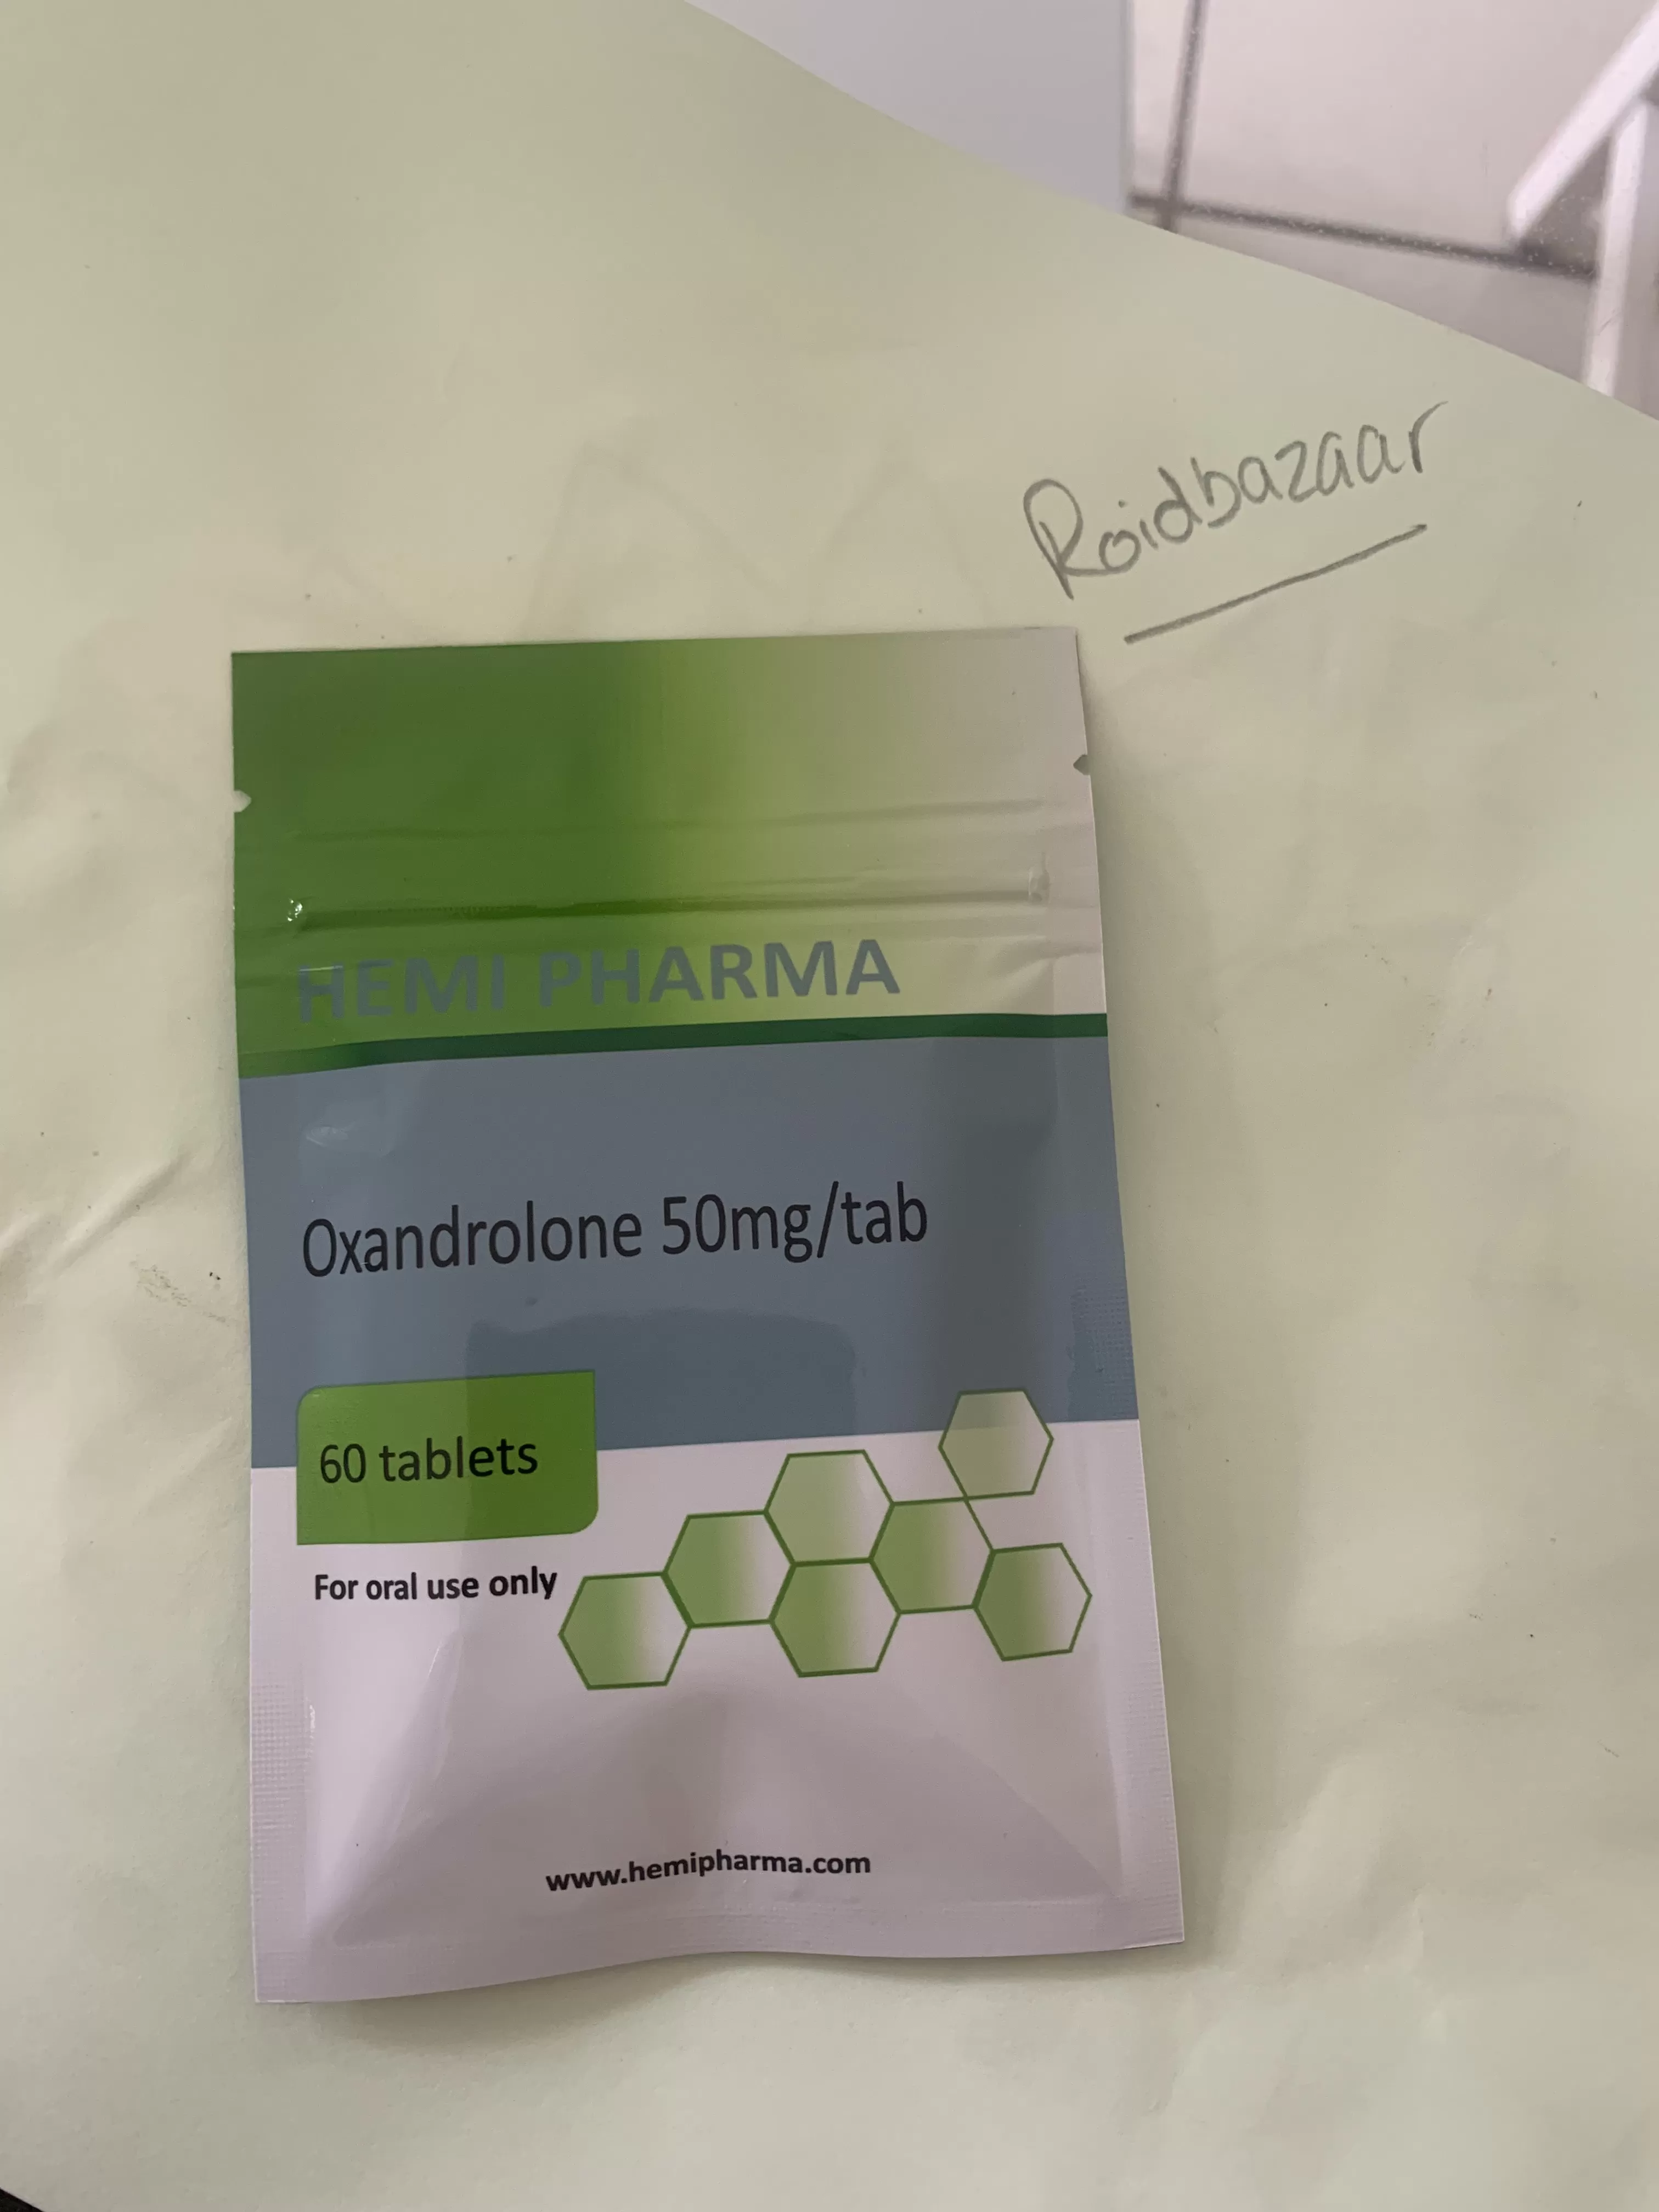 Roidbazaar
HEMI PHARMA
Oxandrolone 50mg/tab
60 tablets
For oral use only
www.hemipharma.com